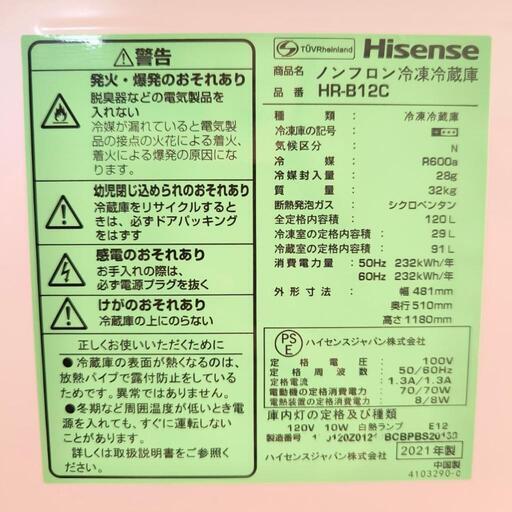 警告
発火・爆発のおそれあり
脱臭器などの電気製品を
入れない
冷媒が漏れていると電気製
品の接点の火花による着火、
着火による爆発の原因にな
ります。
幼児閉じ込められのおそれあり
冷蔵庫をリサイクルすると
きは、必ずドアパッキング
をはずす
感電のおそれあり
お手入れの際は、
必ず電源プラグを抜く
けがのおそれあり
冷蔵庫の上にのらない
正しくお使いいただくために
●冷蔵庫の表面が熱くなるのは、
放熱パイプで露付防止をしている
ためです。異常ではありません。
●冬期など周囲温度が低いとき
電源を入れても、すぐに運転しない
ことがあります。
詳しくは取扱説明書をご参照ください。
TÜVRheinland Hisense
商品名 ノンフロン冷凍冷蔵庫
品番 HR-B12C
種類:冷凍冷蔵庫
冷凍庫の記号:
気候区分:N
冷媒:R600a
冷媒封入量:28g
質量:32kg
断熱発泡ガス:シクロペンタン
全定格内容積:120L
冷凍室の定格内容積:29L
冷蔵室の定格内容積:91L
消費電力量:50Hz 232kWh/年
60Hz 232kWh/年
外形寸法:幅 481mm
奥行 510mm
高さ 1180mm
PSE ハイセンスジャパン株式会社
定格電圧:100V
定格周波数:50/60Hz
定格電流:1.3A/1.3A
電動機の定格消費電力:70/70W
電熱装置の定格消費電力:8/8W
庫内灯の定格及び種類
120V 10W 白熱ランプ E12
製造番号:
ハイセンスジャパン株式会社
2021年製
中国製
4103290-C